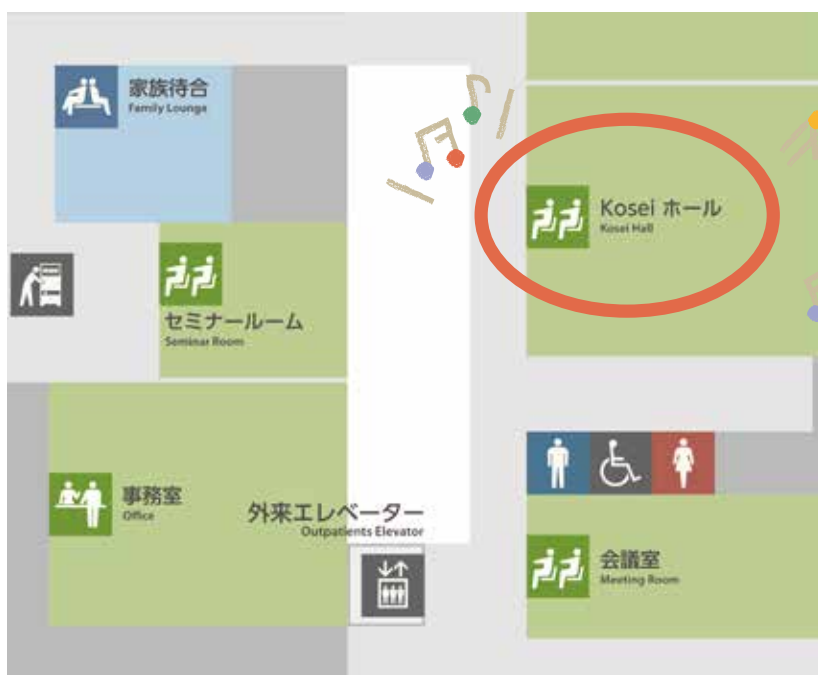 家族待合
Family Lounge
Kosei ホール
Kosei Hall
セミナールーム
Seminar Room
事務室
Office
外来エレベーター
Outpatients Elevator
会議室
Meeting Room